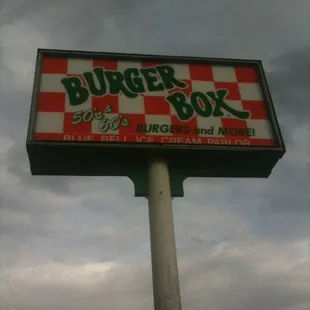 BURGER
BOX
50's &
60's
BURGERS and MORE!
BLUE BELL ICE CREAM PARLOR